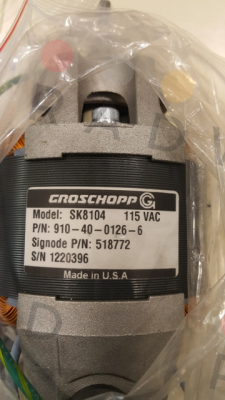 GROSCHOPP G
Model: SK8104 115 VAC
P/N: 910-40-0126-6
Signode P/N: 518772
S/N 1220396
Made in U.S.A